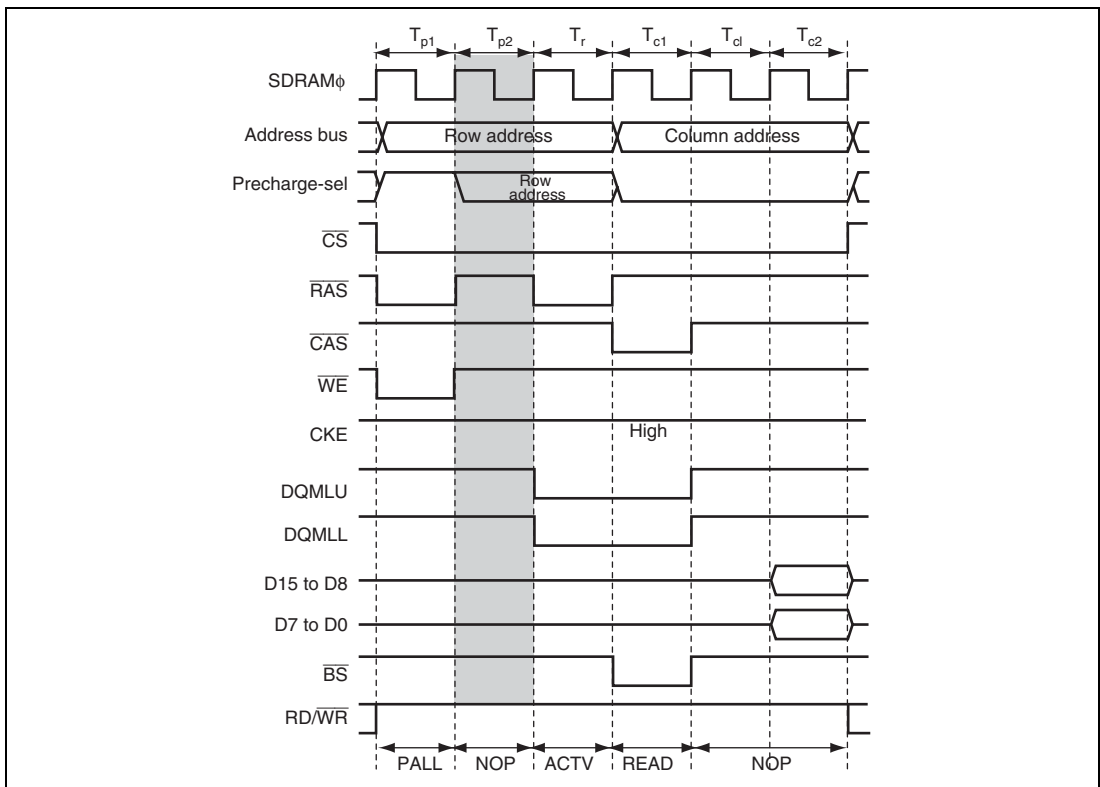 Tp1 Tp2 Tr Tc1 Tcl Tc2
SDRAMφ
Address bus Row address Column address
Precharge-sel Row address
CS
RAS
CAS
WE
CKE High
DQMLU
DQMLL
D15 to D8
D7 to D0
BS
RD/WR
PALL NOP ACTV READ NOP